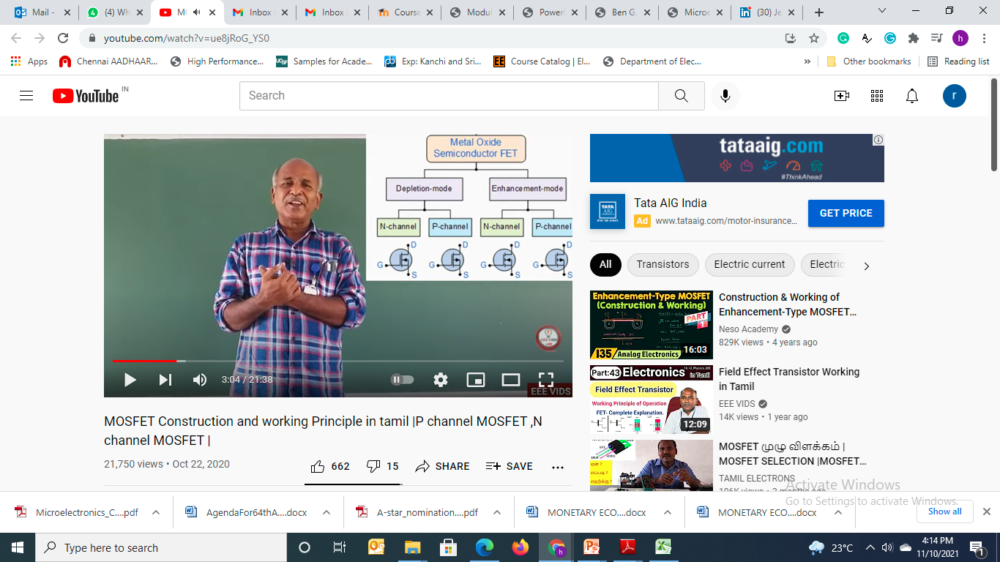 Mail -
(4) Wh
MO
Inbox
Inbox
Course
Modul
Power
Ben G
Microe
(30) Je
youtube.com/watch?v=ue8jRoG_YS0
h
Apps
Chennai AADHAAR...
High Performance...
Samples for Acade...
Exp: Kanchi and Sri...
EE Course Catalog | El...
Department of Elec...
»
Other bookmarks
Reading list
YouTube IN
Search
r
Metal Oxide
Semiconductor FET
Depletion-mode
Enhancement-mode
N-channel
P-channel
N-channel
P-channel
D
D
D
D
G
G
G
G
S
S
S
S
3:04 / 21:38
EEE VIDS
MOSFET Construction and working Principle in tamil |P channel MOSFET ,N
channel MOSFET |
21,750 views • Oct 22, 2020
662
15
SHARE
SAVE
tataaig.com
#ThinkAhead
TATA
AIG
Tata AIG India
Ad www.tataaig.com/motor-insurance...
GET PRICE
All
Transistors
Electric current
Electric
Enhancement-Type MOSFET
(Construction & Working)
PART
1
135 Analog Electronics
16:03
Construction & Working of
Enhancement-Type MOSFET...
Neso Academy
829K views • 4 years ago
Part:43 Electronics in Tamil
Field Effect Transistor
Working Principle of Operation
FET- Complete Explanation.
12:09
Field Effect Transistor Working
in Tamil
EEE VIDS
14K views • 1 year ago
MOSFET முழு விளக்கம் |
MOSFET SELECTION |MOSFET...
TAMIL ELECTRONS
Activate Windows
Go to Settings to activate Windows.
Microelectronics_C....pdf
AgendaFor64thA....docx
A-star_nomination....pdf
MONETARY ECO....docx
MONETARY ECO....docx
Show all
Type here to search
23°C
4:14 PM
11/10/2021
1